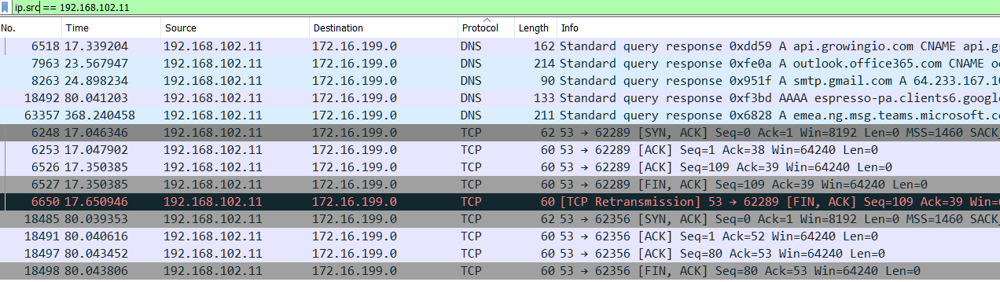 ip.src == 192.168.102.11
No. Time Source Destination Protocol Length Info
6518 17.339204 192.168.102.11 172.16.199.0 DNS 162 Standard query response 0xdd59 A api.growingio.com CNAME api.g
7963 23.567947 192.168.102.11 172.16.199.0 DNS 214 Standard query response 0xfe0a A outlook.office365.com CNAME o
8263 24.898234 192.168.102.11 172.16.199.0 DNS 90 Standard query response 0x951f A smtp.gmail.com A 64.233.167.10
18492 80.041203 192.168.102.11 172.16.199.0 DNS 133 Standard query response 0xf3bd AAAA espresso-pa.clients6.google
63357 368.240458 192.168.102.11 172.16.199.0 DNS 211 Standard query response 0x6828 A emea.ng.msg.teams.microsoft.c
6248 17.046346 192.168.102.11 172.16.199.0 TCP 62 53 → 62289 [SYN, ACK] Seq=0 Ack=1 Win=8192 Len=0 MSS=1460 SACK_
6253 17.047902 192.168.102.11 172.16.199.0 TCP 60 53 → 62289 [ACK] Seq=1 Ack=38 Win=64240 Len=0
6526 17.350385 192.168.102.11 172.16.199.0 TCP 60 53 → 62289 [ACK] Seq=109 Ack=39 Win=64240 Len=0
6527 17.350385 192.168.102.11 172.16.199.0 TCP 60 53 → 62289 [FIN, ACK] Seq=109 Ack=39 Win=64240 Len=0
6650 17.650946 192.168.102.11 172.16.199.0 TCP 60 [TCP Retransmission] 53 → 62289 [FIN, ACK] Seq=109 Ack=39 Win=6
18485 80.039353 192.168.102.11 172.16.199.0 TCP 62 53 → 62356 [SYN, ACK] Seq=0 Ack=1 Win=8192 Len=0 MSS=1460 SACK_
18491 80.040616 192.168.102.11 172.16.199.0 TCP 60 53 → 62356 [ACK] Seq=1 Ack=52 Win=64240 Len=0
18497 80.043452 192.168.102.11 172.16.199.0 TCP 60 53 → 62356 [ACK] Seq=80 Ack=53 Win=64240 Len=0
18498 80.043806 192.168.102.11 172.16.199.0 TCP 60 53 → 62356 [FIN, ACK] Seq=80 Ack=53 Win=64240 Len=0